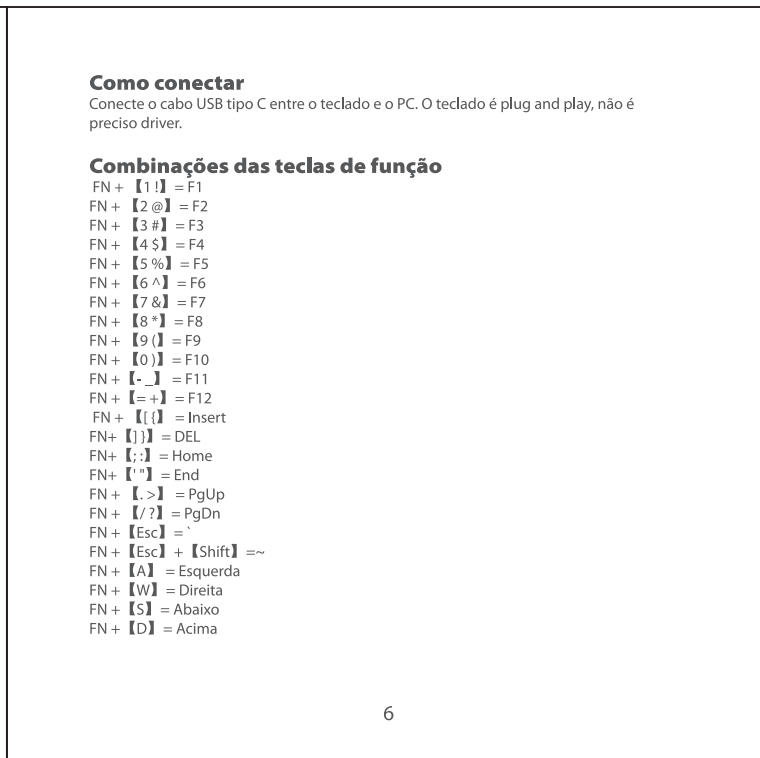 Como conectar
Conecte o cabo USB tipo C entre o teclado e o PC. O teclado é plug and play, não é
preciso driver.
Combinações das teclas de função
FN + 【1 !】 = F1
FN + 【2 @】 = F2
FN + 【3 #】 = F3
FN + 【4 $】 = F4
FN + 【5 %】 = F5
FN + 【6 ^】 = F6
FN + 【7 &】 = F7
FN + 【8 *】 = F8
FN + 【9 (】 = F9
FN + 【0 )】 = F10
FN + 【- _】 = F11
FN + 【= +】 = F12
FN + 【[ {】 = Insert
FN+ 【] }】 = DEL
FN+ 【; :】 = Home
FN+ 【' "】 = End
FN + 【. >】 = PgUp
FN + 【/ ?】 = PgDn
FN + 【Esc】 = `
FN + 【Esc】 + 【Shift】 =~
FN + 【A】 = Esquerda
FN + 【W】 = Direita
FN + 【S】 = Abaixo
FN + 【D】 = Acima
6